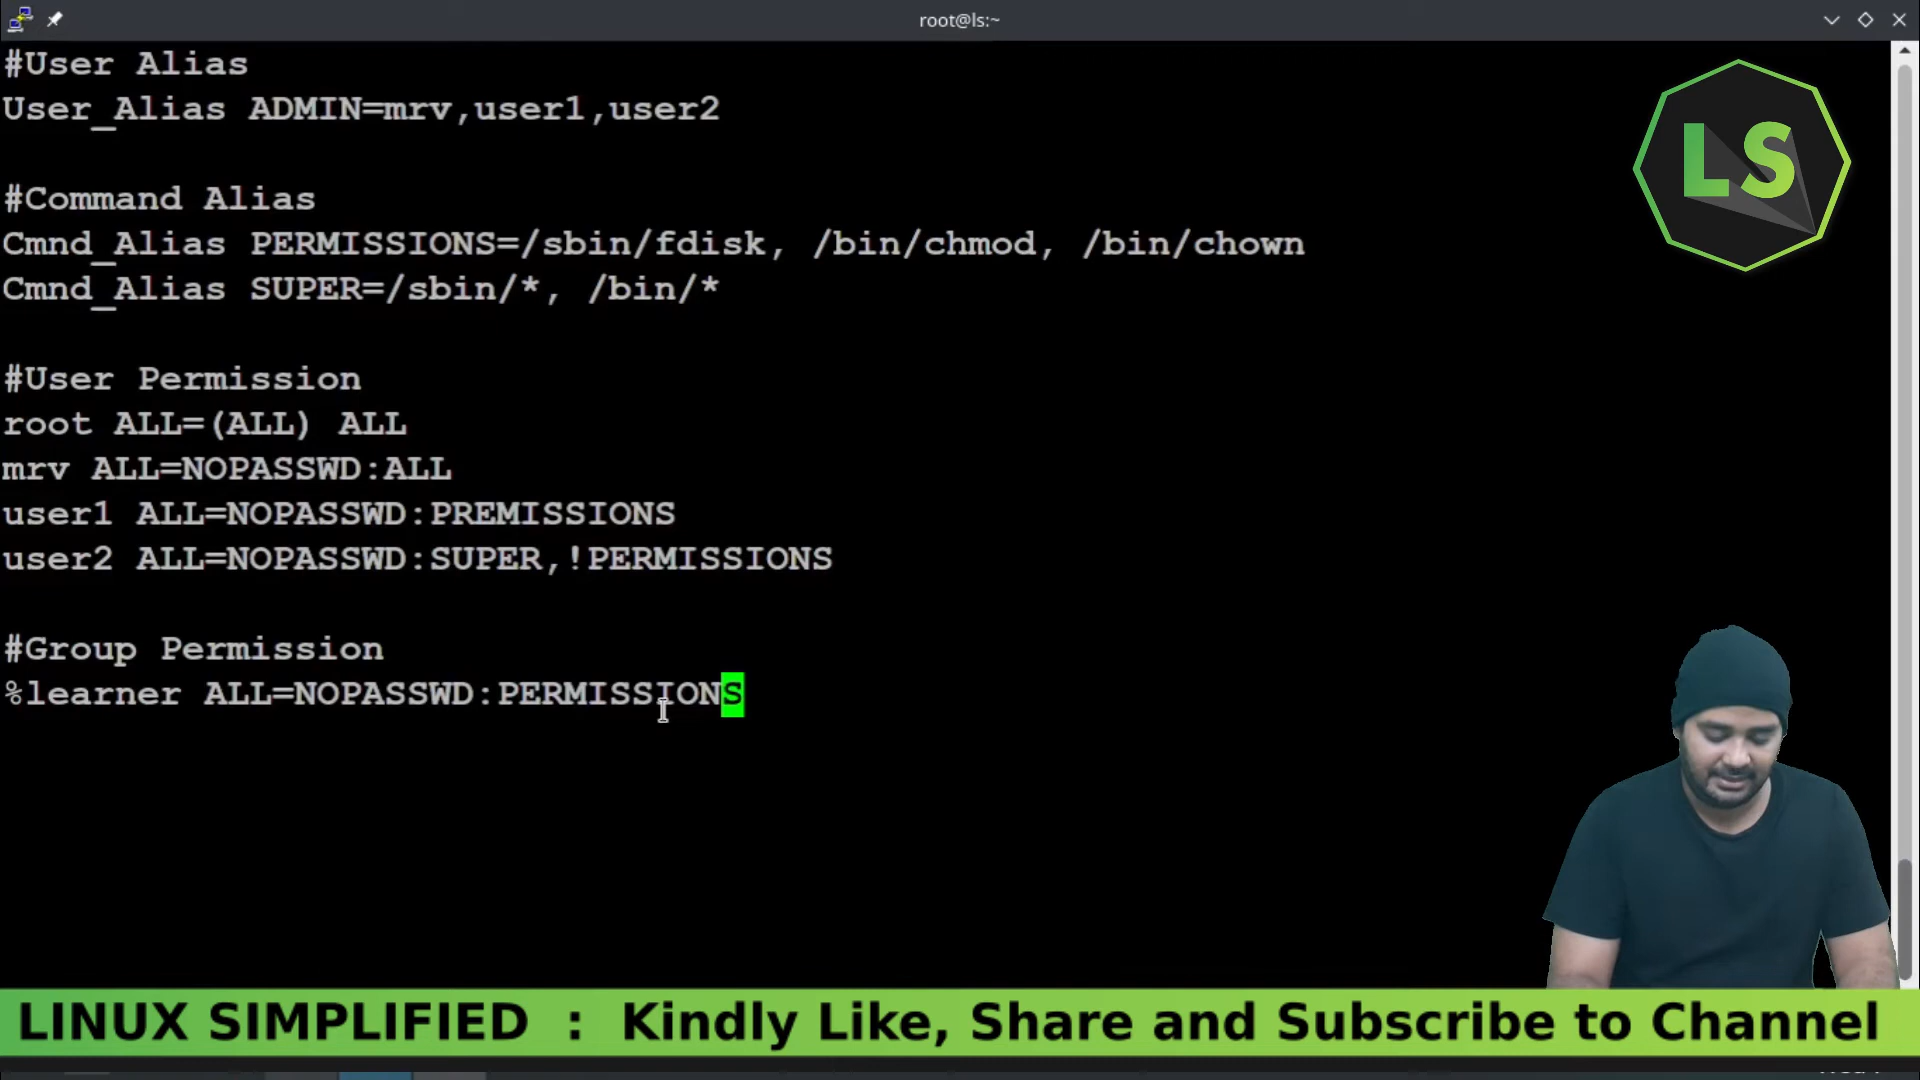 root@ls:~
#User Alias
User_Alias ADMIN=mrv,user1,user2
#Command Alias
Cmnd_Alias PERMISSIONS=/sbin/fdisk, /bin/chmod, /bin/chown
Cmnd_Alias SUPER=/sbin/*, /bin/*
#User Permission
root ALL=(ALL) ALL
mrv ALL=NOPASSWD:ALL
user1 ALL=NOPASSWD:PREMISSIONS
user2 ALL=NOPASSWD:SUPER,!PERMISSIONS
#Group Permission
%learner ALL=NOPASSWD:PERMISSIONS
LS
LINUX SIMPLIFIED : Kindly Like, Share and Subscribe to Channel